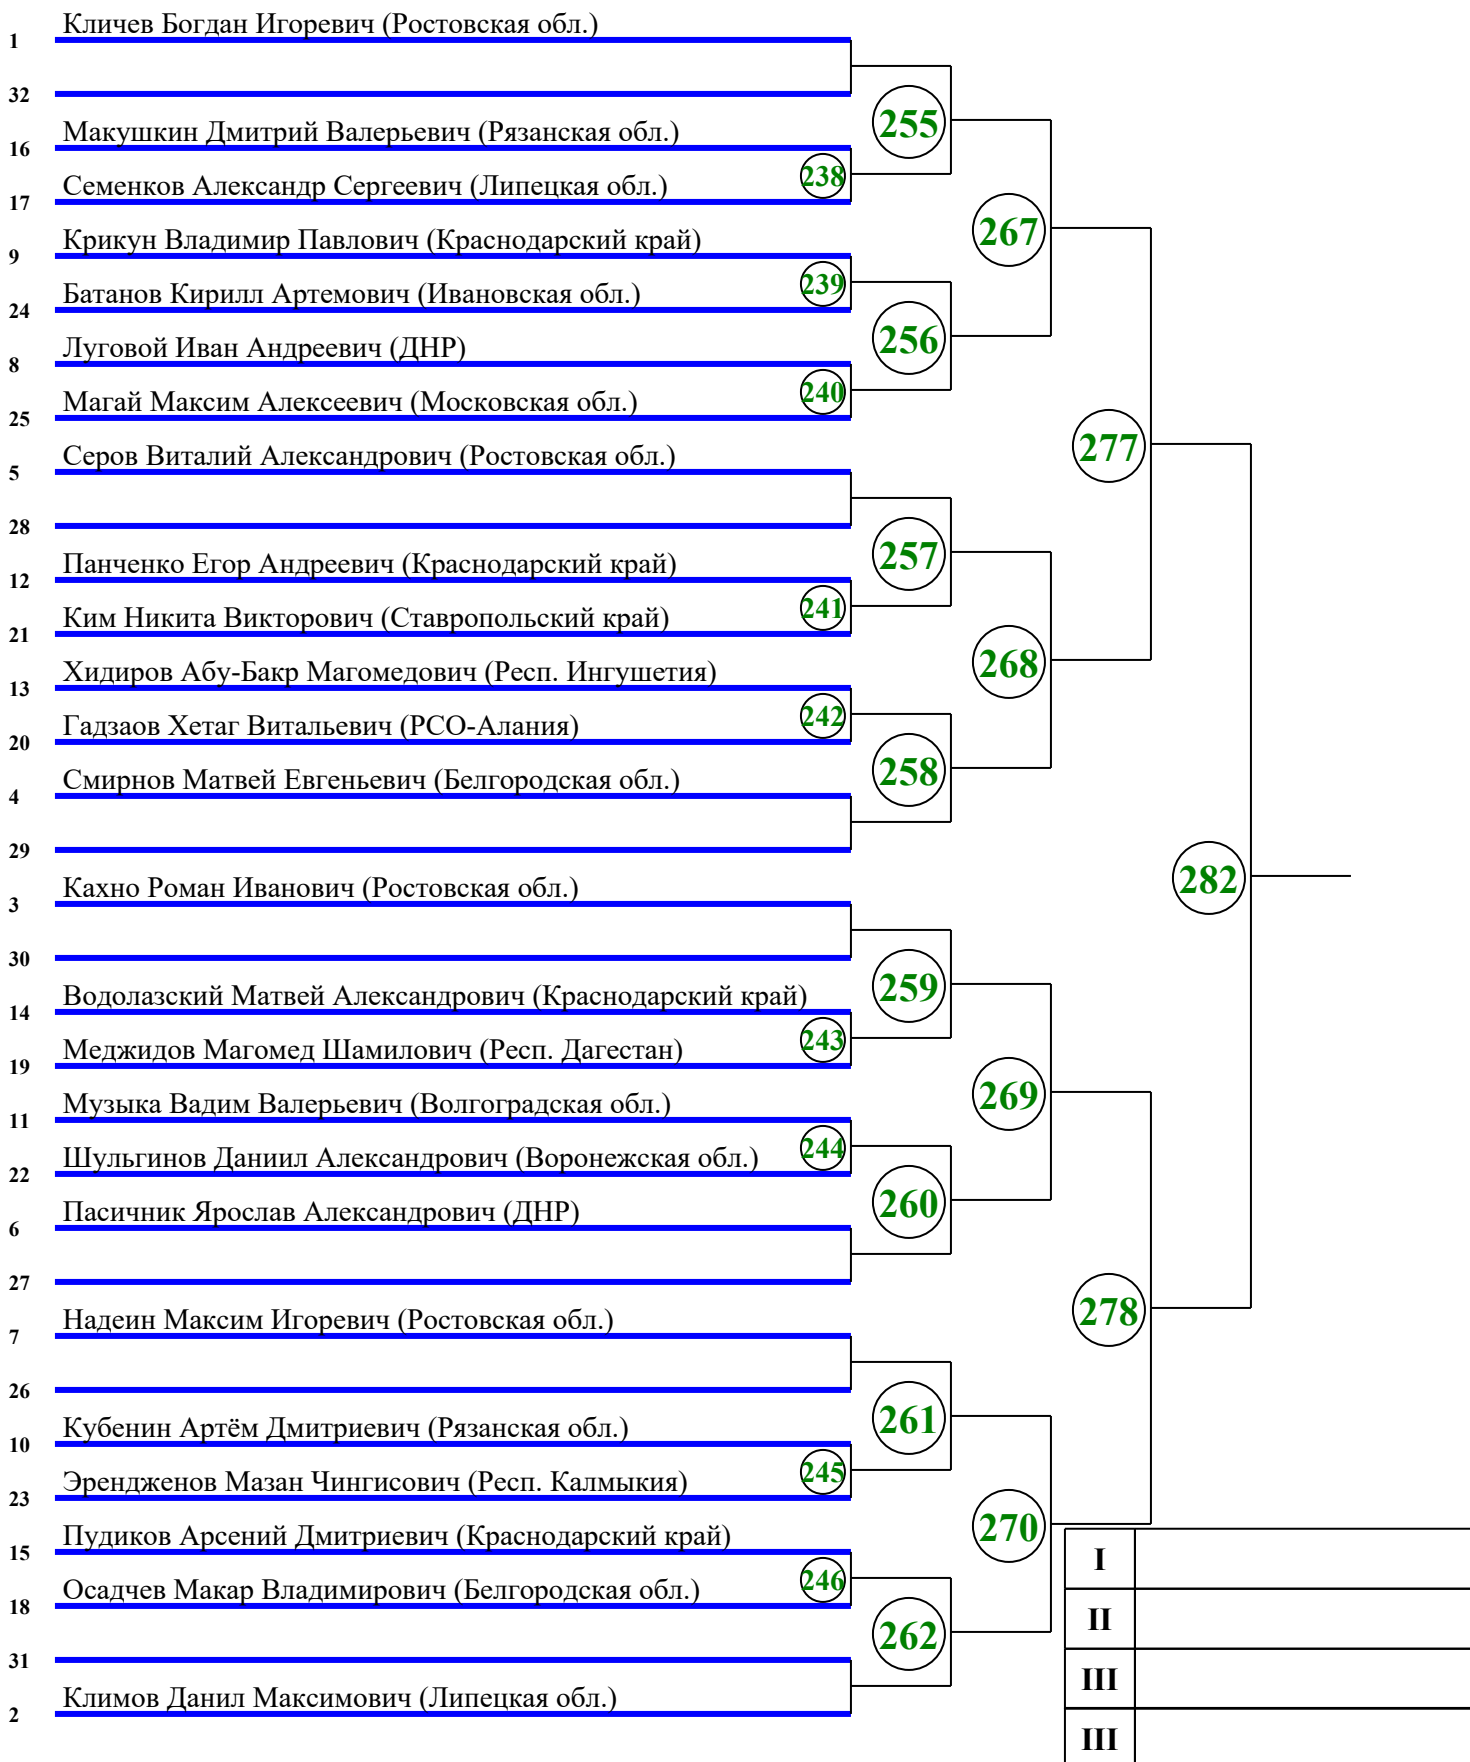 1 Кличев Богдан Игоревич (Ростовская обл.)
32
255
16 Макушкин Дмитрий Валерьевич (Рязанская обл.)
238
17 Семенков Александр Сергеевич (Липецкая обл.)
267
9 Крикун Владимир Павлович (Краснодарский край)
239
24 Батанов Кирилл Артемович (Ивановская обл.)
256
8 Луговой Иван Андреевич (ДНР)
240
25 Магай Максим Алексеевич (Московская обл.)
277
5 Серов Виталий Александрович (Ростовская обл.)
28
257
12 Панченко Егор Андреевич (Краснодарский край)
241
21 Ким Никита Викторович (Ставропольский край)
268
13 Хидиров Абу-Бакр Магомедович (Респ. Ингушетия)
242
20 Гадзаов Хетаг Витальевич (РСО-Алания)
258
4 Смирнов Матвей Евгеньевич (Белгородская обл.)
29
282
3 Кахно Роман Иванович (Ростовская обл.)
30
259
14 Водолазский Матвей Александрович (Краснодарский край)
243
19 Меджидов Магомед Шамилович (Респ. Дагестан)
269
11 Музыка Вадим Валерьевич (Волгоградская обл.)
244
22 Шульгинов Даниил Александрович (Воронежская обл.)
260
6 Пасичник Ярослав Александрович (ДНР)
27
278
7 Надеин Максим Игоревич (Ростовская обл.)
26
261
10 Кубенин Артём Дмитриевич (Рязанская обл.)
245
23 Эрендженов Мазан Чингисович (Респ. Калмыкия)
270
15 Пудиков Арсений Дмитриевич (Краснодарский край)
246
18 Осадчев Макар Владимирович (Белгородская обл.)
262
31
2 Климов Данил Максимович (Липецкая обл.)
I
II
III
III